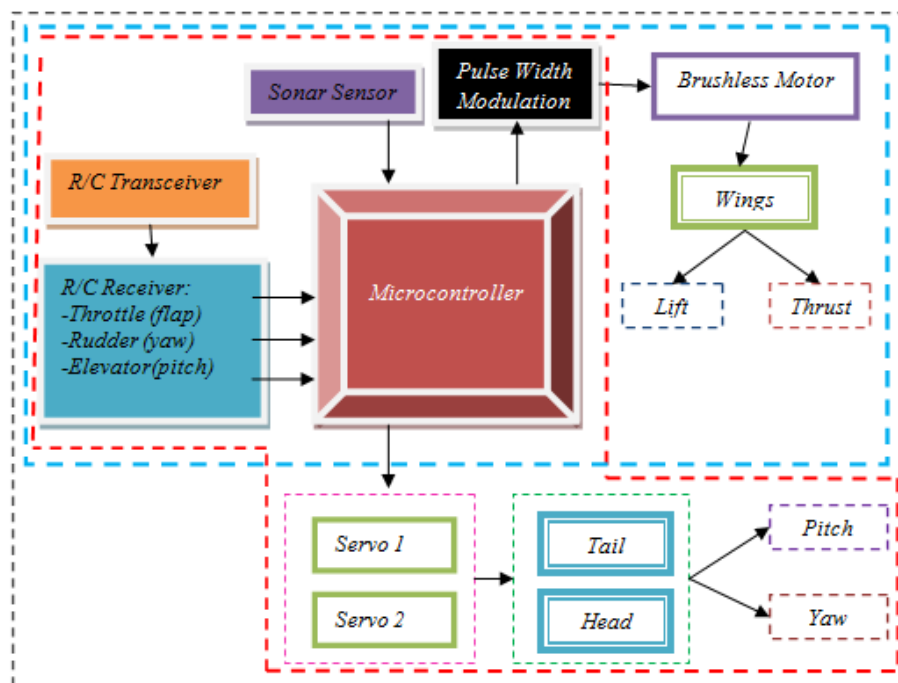 Sonar Sensor
Pulse Width
Modulation
Brushless Motor
R/C Transceiver
Wings
R/C Receiver:
-Throttle (flap)
-Rudder (yaw)
-Elevator(pitch)
Microcontroller
Lift
Thrust
Servo 1
Tail
Pitch
Servo 2
Head
Yaw